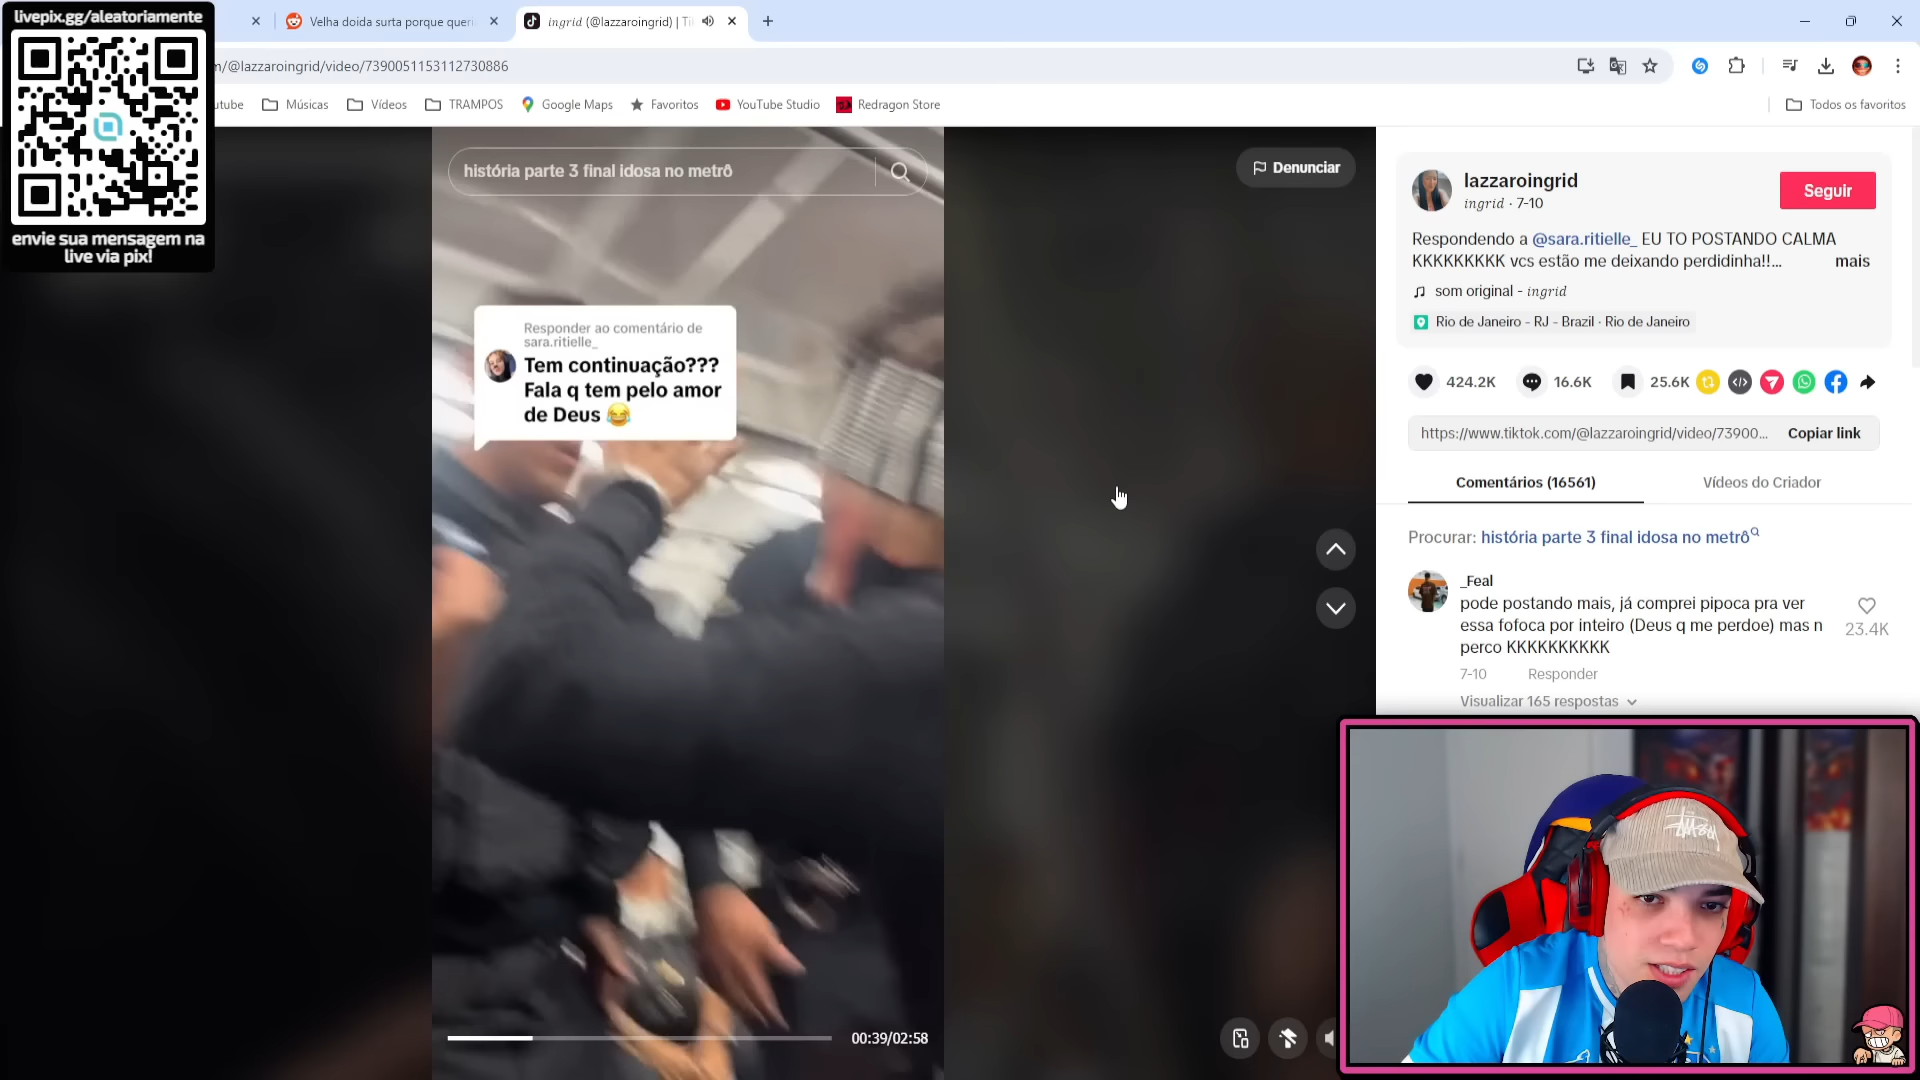 livepix.gg/aleatoriamente
envie sua mensagem na
live via pix!
Velha doida surta porque queri
ingrid (@lazzaroingrid) | Ti
/@lazzaroingrid/video/7390051153112730886
utube
Músicas
Vídeos
TRAMPOS
Google Maps
Favoritos
YouTube Studio
Redragon Store
Todos os favoritos
história parte 3 final idosa no metrô
Denunciar
Responder ao comentário de
sara.ritielle_
Tem continuação???
Fala q tem pelo amor
de Deus 😂
00:39/02:58
lazzaroingrid
ingrid · 7-10
Seguir
Respondendo a @sara.ritielle_ EU TO POSTANDO CALMA
KKKKKKKKK vcs estão me deixando perdidinha!!...
mais
som original - ingrid
Rio de Janeiro - RJ - Brazil · Rio de Janeiro
424.2K
16.6K
25.6K
https://www.tiktok.com/@lazzaroingrid/video/73900...
Copiar link
Comentários (16561)
Vídeos do Criador
Procurar: história parte 3 final idosa no metrô
_Feal
pode postando mais, já comprei pipoca pra ver
essa fofoca por inteiro (Deus q me perdoe) mas n
perco KKKKKKKKKK
23.4K
7-10
Responder
Visualizar 165 respostas